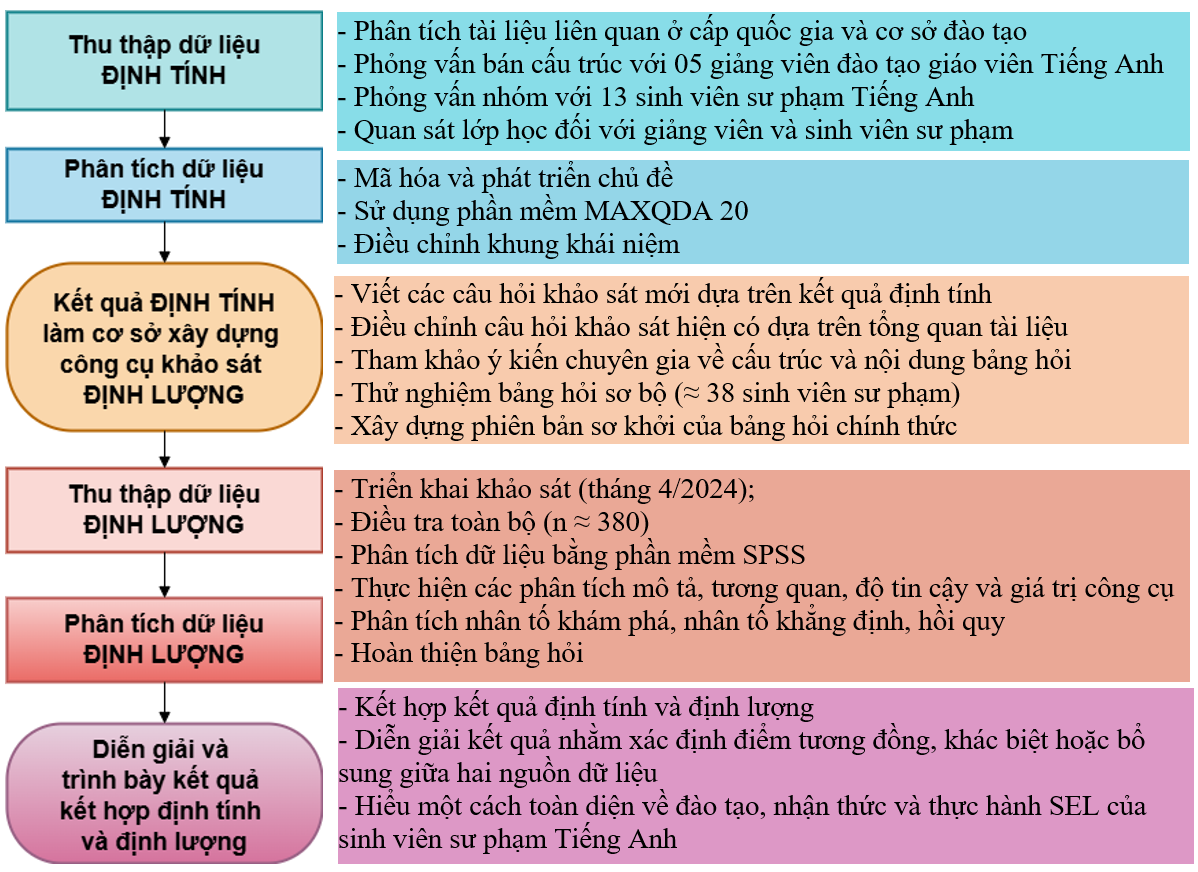 Thu thập dữ liệu
ĐỊNH TÍNH
- Phân tích tài liệu liên quan ở cấp quốc gia và cơ sở đào tạo
- Phỏng vấn bán cấu trúc với 05 giảng viên đào tạo giáo viên Tiếng Anh
- Phỏng vấn nhóm với 13 sinh viên sư phạm Tiếng Anh
- Quan sát lớp học đối với giảng viên và sinh viên sư phạm
Phân tích dữ liệu
ĐỊNH TÍNH
- Mã hóa và phát triển chủ đề
- Sử dụng phần mềm MAXQDA 20
- Điều chỉnh khung khái niệm
Kết quả ĐỊNH TÍNH
làm cơ sở xây dựng
công cụ khảo sát
ĐỊNH LƯỢNG
- Viết các câu hỏi khảo sát mới dựa trên kết quả định tính
- Điều chỉnh câu hỏi khảo sát hiện có dựa trên tổng quan tài liệu
- Tham khảo ý kiến chuyên gia về cấu trúc và nội dung bảng hỏi
- Thử nghiệm bảng hỏi sơ bộ (≈ 38 sinh viên sư phạm)
- Xây dựng phiên bản sơ khởi của bảng hỏi chính thức
Thu thập dữ liệu
ĐỊNH LƯỢNG
Phân tích dữ liệu
ĐỊNH LƯỢNG
- Triển khai khảo sát (tháng 4/2024);
- Điều tra toàn bộ (n ≈ 380)
- Phân tích dữ liệu bằng phần mềm SPSS
- Thực hiện các phân tích mô tả, tương quan, độ tin cậy và giá trị công cụ
- Phân tích nhân tố khám phá, nhân tố khẳng định, hồi quy
- Hoàn thiện bảng hỏi
Diễn giải và
trình bày kết quả
kết hợp định tính
và định lượng
- Kết hợp kết quả định tính và định lượng
- Diễn giải kết quả nhằm xác định điểm tương đồng, khác biệt hoặc bổ
sung giữa hai nguồn dữ liệu
- Hiểu một cách toàn diện về đào tạo, nhận thức và thực hành SEL của
sinh viên sư phạm Tiếng Anh